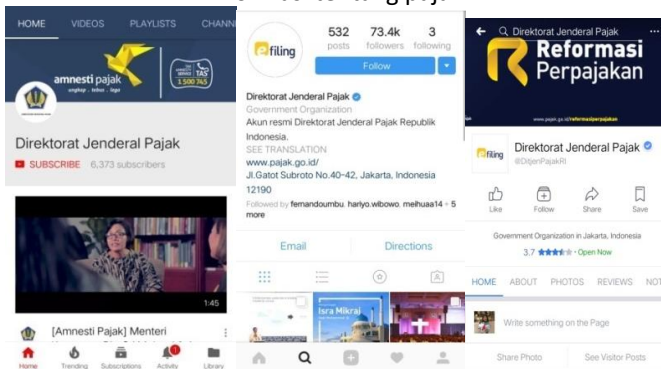 HOME VIDEOS PLAYLISTS CHANN
amnesti pajak
ungkap . tebus . lega
1 500 745
Direktorat Jenderal Pajak
SUBSCRIBE 6,373 subscribers
1:45
[Amnesti Pajak] Menteri
Home Trending Subscriptions Activity Library
efiling
532 73.4k 3
posts followers following
Follow
Direktorat Jenderal Pajak
Government Organization
Akun resmi Direktorat Jenderal Pajak Republik
Indonesia.
SEE TRANSLATION
www.pajak.go.id/
Jl.Gatot Subroto No.40-42, Jakarta, Indonesia
12190
Followed by fernandoumbu, hariyo.wibowo, meihuaa14 + 5
more
Email Directions
Isra Mikraj
Direktorat Jenderal Pajak
Reformasi
Perpajakan
www.pajak.go.id/reformasiperpajakan
efiling
Direktorat Jenderal Pajak
@DitjenPajakRI
Like Follow Share Save
Government Organization in Jakarta, Indonesia
3.7 ★★★★★ · Open Now
HOME ABOUT PHOTOS REVIEWS NOT
Write something on the Page
Share Photo See Visitor Posts